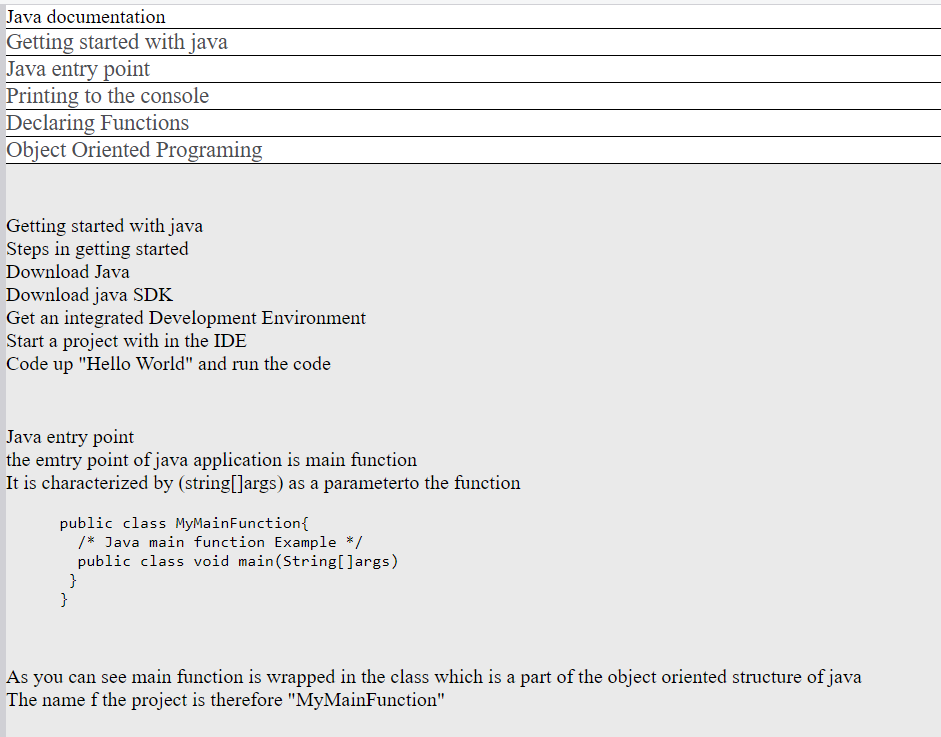 Java documentation
Getting started with java
Java entry point
Printing to the console
Declaring Functions
Object Oriented Programing
Getting started with java
Steps in getting started
Download Java
Download java SDK
Get an integrated Development Environment
Start a project with in the IDE
Code up "Hello World" and run the code
Java entry point
the emtry point of java application is main function
It is characterized by (string[]args) as a parameterto the function
public class MyMainFunction{
/* Java main function Example */
public class void main(String[]args)
}
}
As you can see main function is wrapped in the class which is a part of the object oriented structure of java
The name f the project is therefore "MyMainFunction"